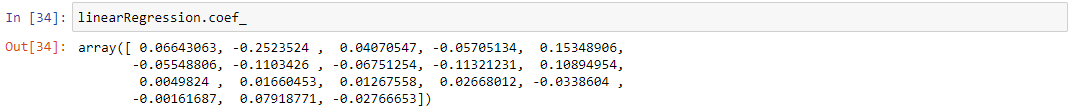 In [34]: linearRegression.coef_
Out[34]: array([ 0.06643063, -0.2523524 ,  0.04070547, -0.05705134,  0.15348906,
-0.05548806, -0.1103426 , -0.06751254, -0.11321231,  0.10894954,
0.0049824 ,  0.01660453,  0.01267558,  0.02668012, -0.0338604 ,
-0.00161687,  0.07918771, -0.02766653])